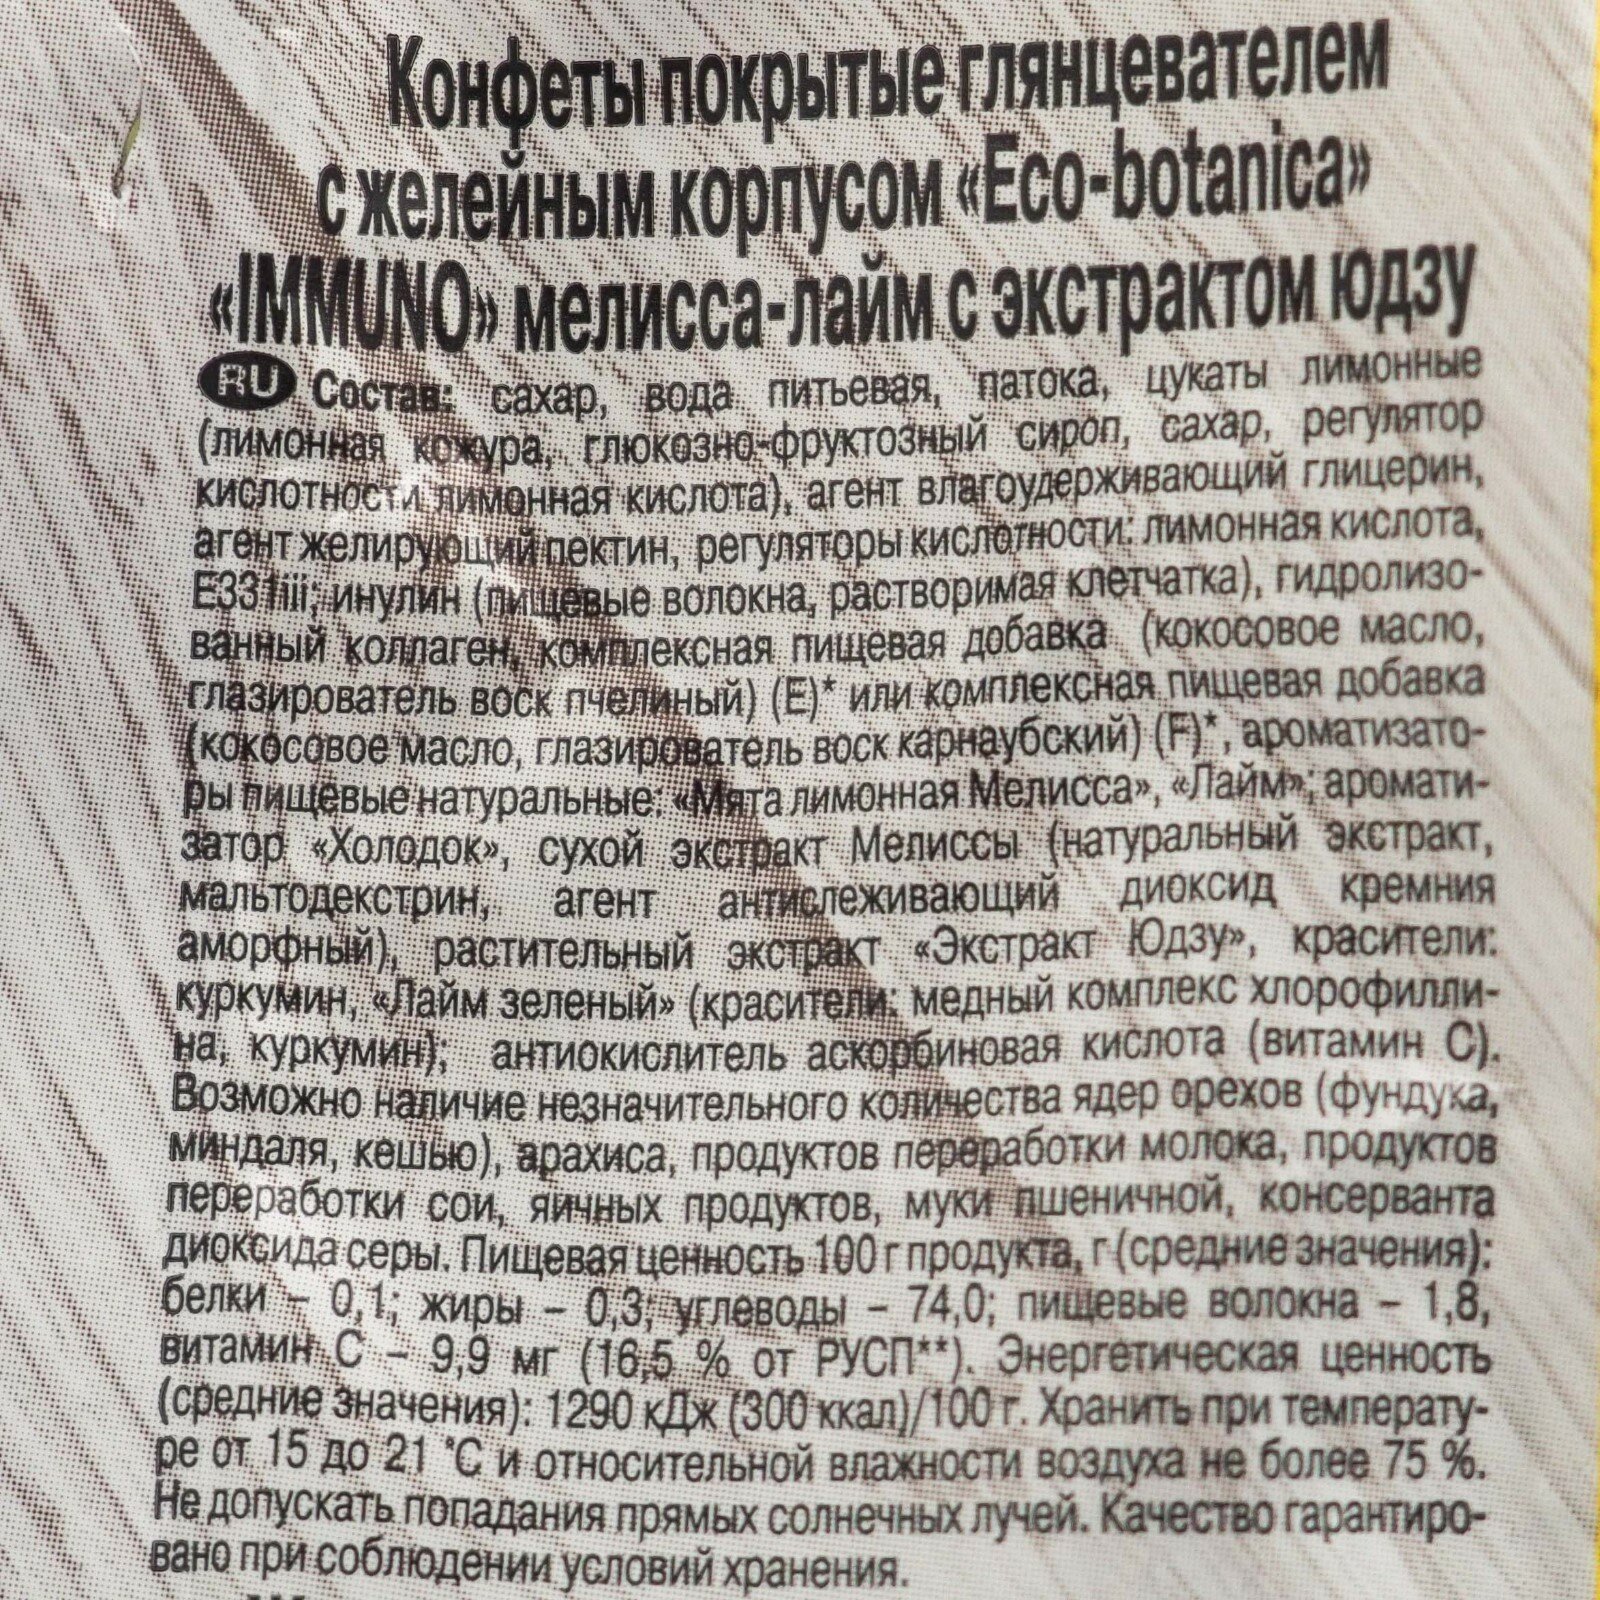 Конфеты покрытые глянцевателем
с желейным корпусом «Eco-botanica»
«IMMUNO» мелисса-лайм с экстрактом юдзу
RU Состав: сахар, вода питьевая, патока, цукаты лимонные
(лимонная кожура, глюкозно-фруктозный сироп, сахар, регулятор
кислотности лимонная кислота), агент влагоудерживающий глицерин,
агент желирующий пектин, регуляторы кислотности: лимонная кислота,
Е331iii; инулин (пищевые волокна, растворимая клетчатка), гидролизо-
ванный коллаген, комплексная пищевая добавка (кокосовое масло,
глазирователь воск пчелиный) (E)* или комплексная пищевая добавка
(кокосовое масло, глазирователь воск карнаубский) (F)*, ароматизато-
ры пищевые натуральные: «Мята лимонная Мелисса», «Лайм»; аромати-
затор «Холодок», сухой экстракт Мелиссы (натуральный экстракт,
мальтодекстрин, агент антислеживающий диоксид кремния
аморфный), растительный экстракт «Экстракт Юдзу», красители:
куркумин, «Лайм зеленый» (красители: медный комплекс хлорофилли-
на, куркумин); антиокислитель аскорбиновая кислота (витамин С).
Возможно наличие незначительного количества ядер орехов (фундука,
миндаля, кешью), арахиса, продуктов переработки молока, продуктов
переработки сои, яичных продуктов, муки пшеничной, консерванта
диоксида серы. Пищевая ценность 100 г продукта, г (средние значения):
белки – 0,1; жиры – 0,3; углеводы – 74,0; пищевые волокна – 1,8,
витамин С – 9,9 мг (16,5 % от РУСП**). Энергетическая ценность
(средние значения): 1290 кДж (300 ккал)/100 г. Хранить при температу-
ре от 15 до 21 °С и относительной влажности воздуха не более 75 %.
Не допускать попадания прямых солнечных лучей. Качество гарантиро-
вано при соблюдении условий хранения.